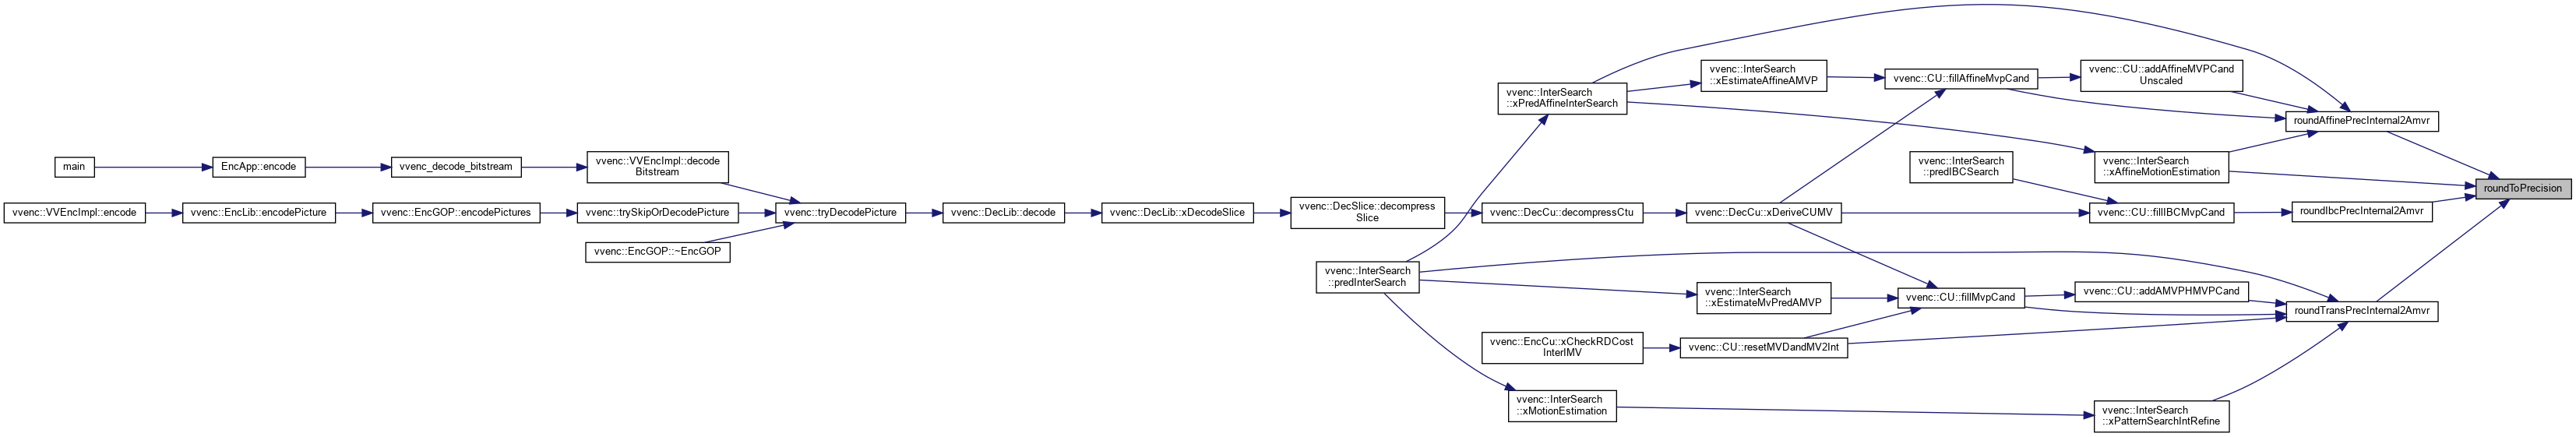 main
vvenc::VVEncImpl::encode
EncApp::encode
vvenc::EncLib::encodePicture
vvenc_decode_bitstream
vvenc::EncGOP::encodePictures
vvenc::VVEncImpl::decode
Bitstream
vvenc::trySkipOrDecodePicture
vvenc::EncGOP::~EncGOP
vvenc::tryDecodePicture
vvenc::DecLib::decode
vvenc::DecLib::xDecodeSlice
vvenc::DecSlice::decompress
Slice
vvenc::InterSearch
::predInterSearch
vvenc::InterSearch
::xPredAffineInterSearch
vvenc::DecCu::decompressCtu
vvenc::EncCu::xCheckRDCost
InterIMV
vvenc::InterSearch
::xMotionEstimation
vvenc::InterSearch
::xEstimateAffineAMVP
vvenc::DecCu::xDeriveCUMV
vvenc::InterSearch
::xEstimateMvPredAMVP
vvenc::CU::resetMVDandMV2Int
vvenc::CU::fillAffineMvpCand
vvenc::InterSearch
::predIBCSearch
vvenc::CU::fillMvpCand
vvenc::CU::addAffineMVPCand
Unscaled
vvenc::InterSearch
::xAffineMotionEstimation
vvenc::CU::fillIBCMvpCand
vvenc::CU::addAMVPHMVPCand
vvenc::InterSearch
::xPatternSearchIntRefine
roundAffinePrecInternal2Amvr
roundIbcPrecInternal2Amvr
roundTransPrecInternal2Amvr
roundToPrecision